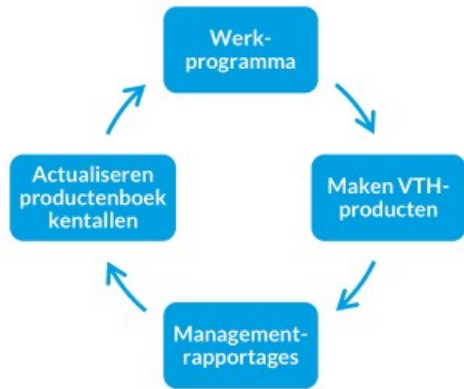 Werk-
programma
Maken VTH-
producten
Management-
rapportages
Actualiseren
productenboek
kentallen